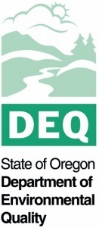 DEQ
State of Oregon
Department of
Environmental
Quality